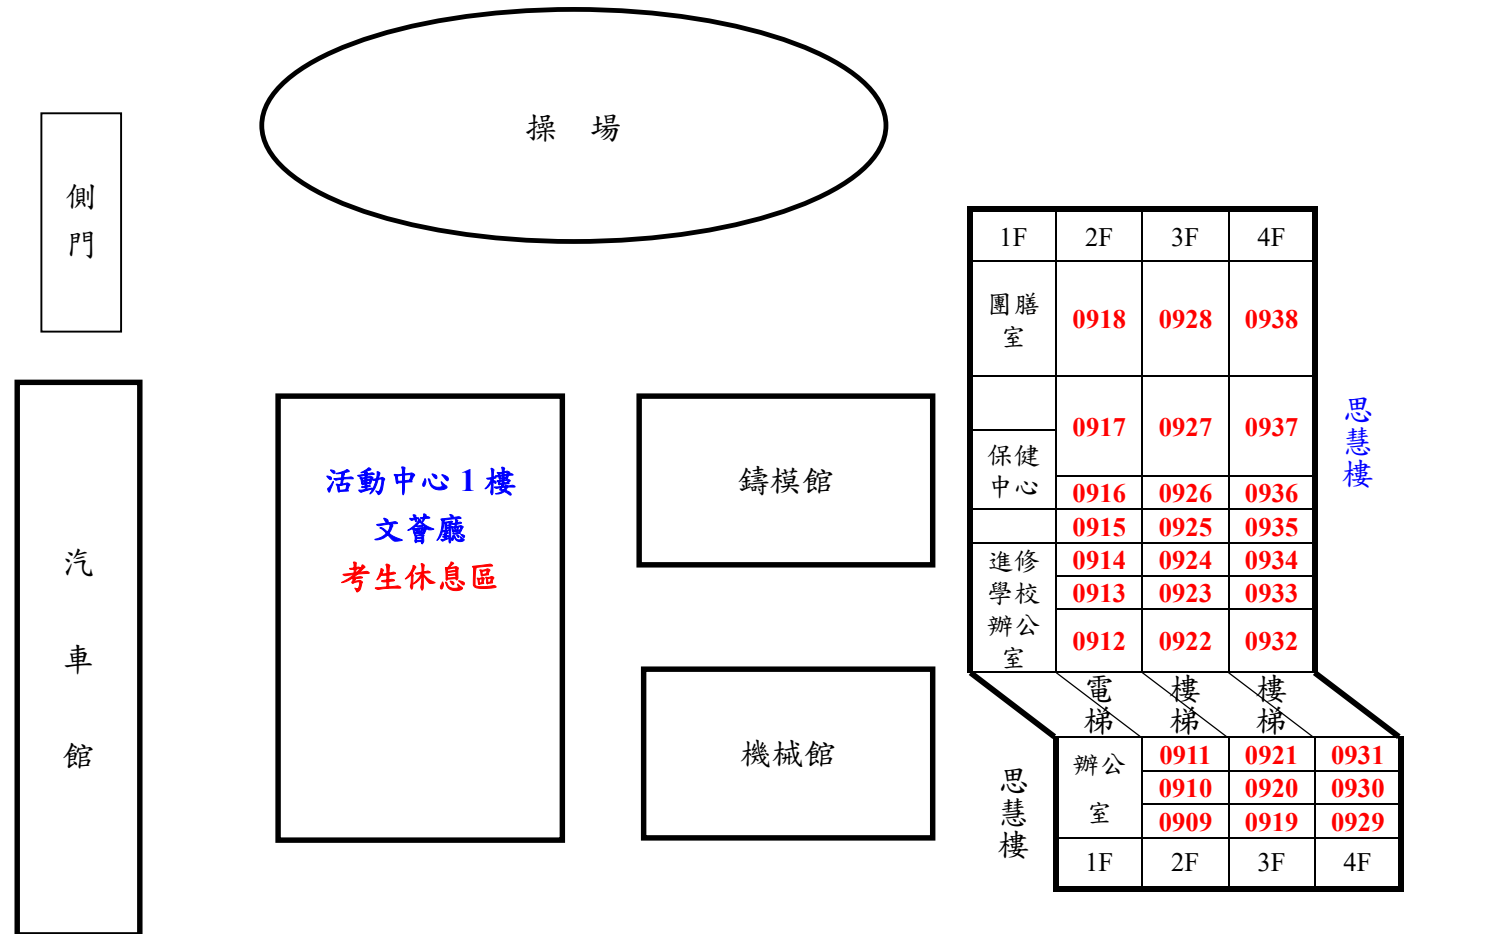 操 場
側
門
汽
車
館
活動中心 1 樓
文薈廳
考生休息區
鑄模館
機械館
1F 2F 3F 4F
團膳
室
0918 0928 0938
0917 0927 0937
保健
中心
0916 0926 0936
0915 0925 0935
進修
學校
辦公
室
0914 0924 0934
0913 0923 0933
0912 0922 0932
思
慧
樓
電
梯
樓
梯
樓
梯
思
慧
樓
辦公
室
0911 0921 0931
0910 0920 0930
0909 0919 0929
1F 2F 3F 4F